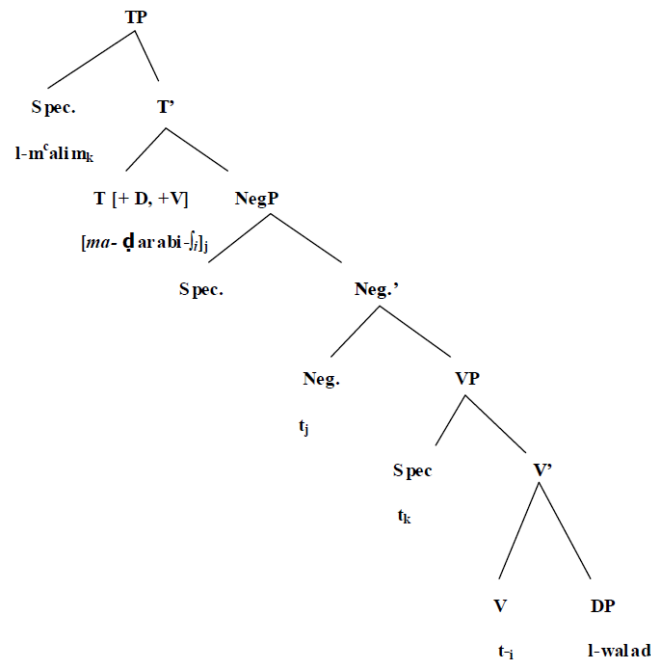 TP
Spec. T’
l-mᶜalimₖ
T [+ D, +V] NegP
[ma- ḍarabi-ʃᵢ]ⱼ
Spec. Neg.’
Neg. VP
tⱼ
Spec V’
tₖ
V DP
t-ᵢ l-walad